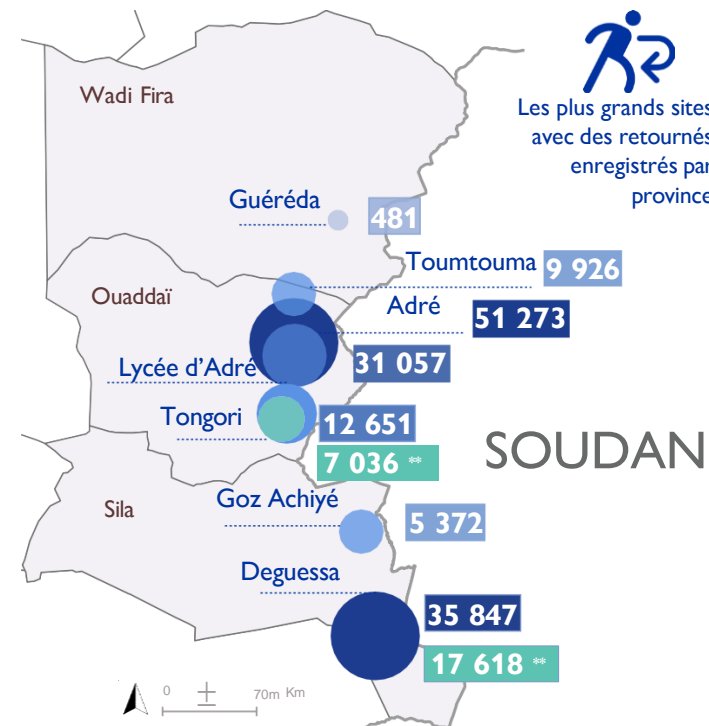 Les plus grands sites
avec des retournés
enregistrés par
province
Wadi Fira
Guéréda
481
Toumtouma
9 926
Ouaddaï
Adré
51 273
Lycée d'Adré
31 057
Tongori
12 651
7 036 **
SOUDAN
Sila
Goz Achiyé
5 372
Deguessa
35 847
17 618 **
0 70m Km